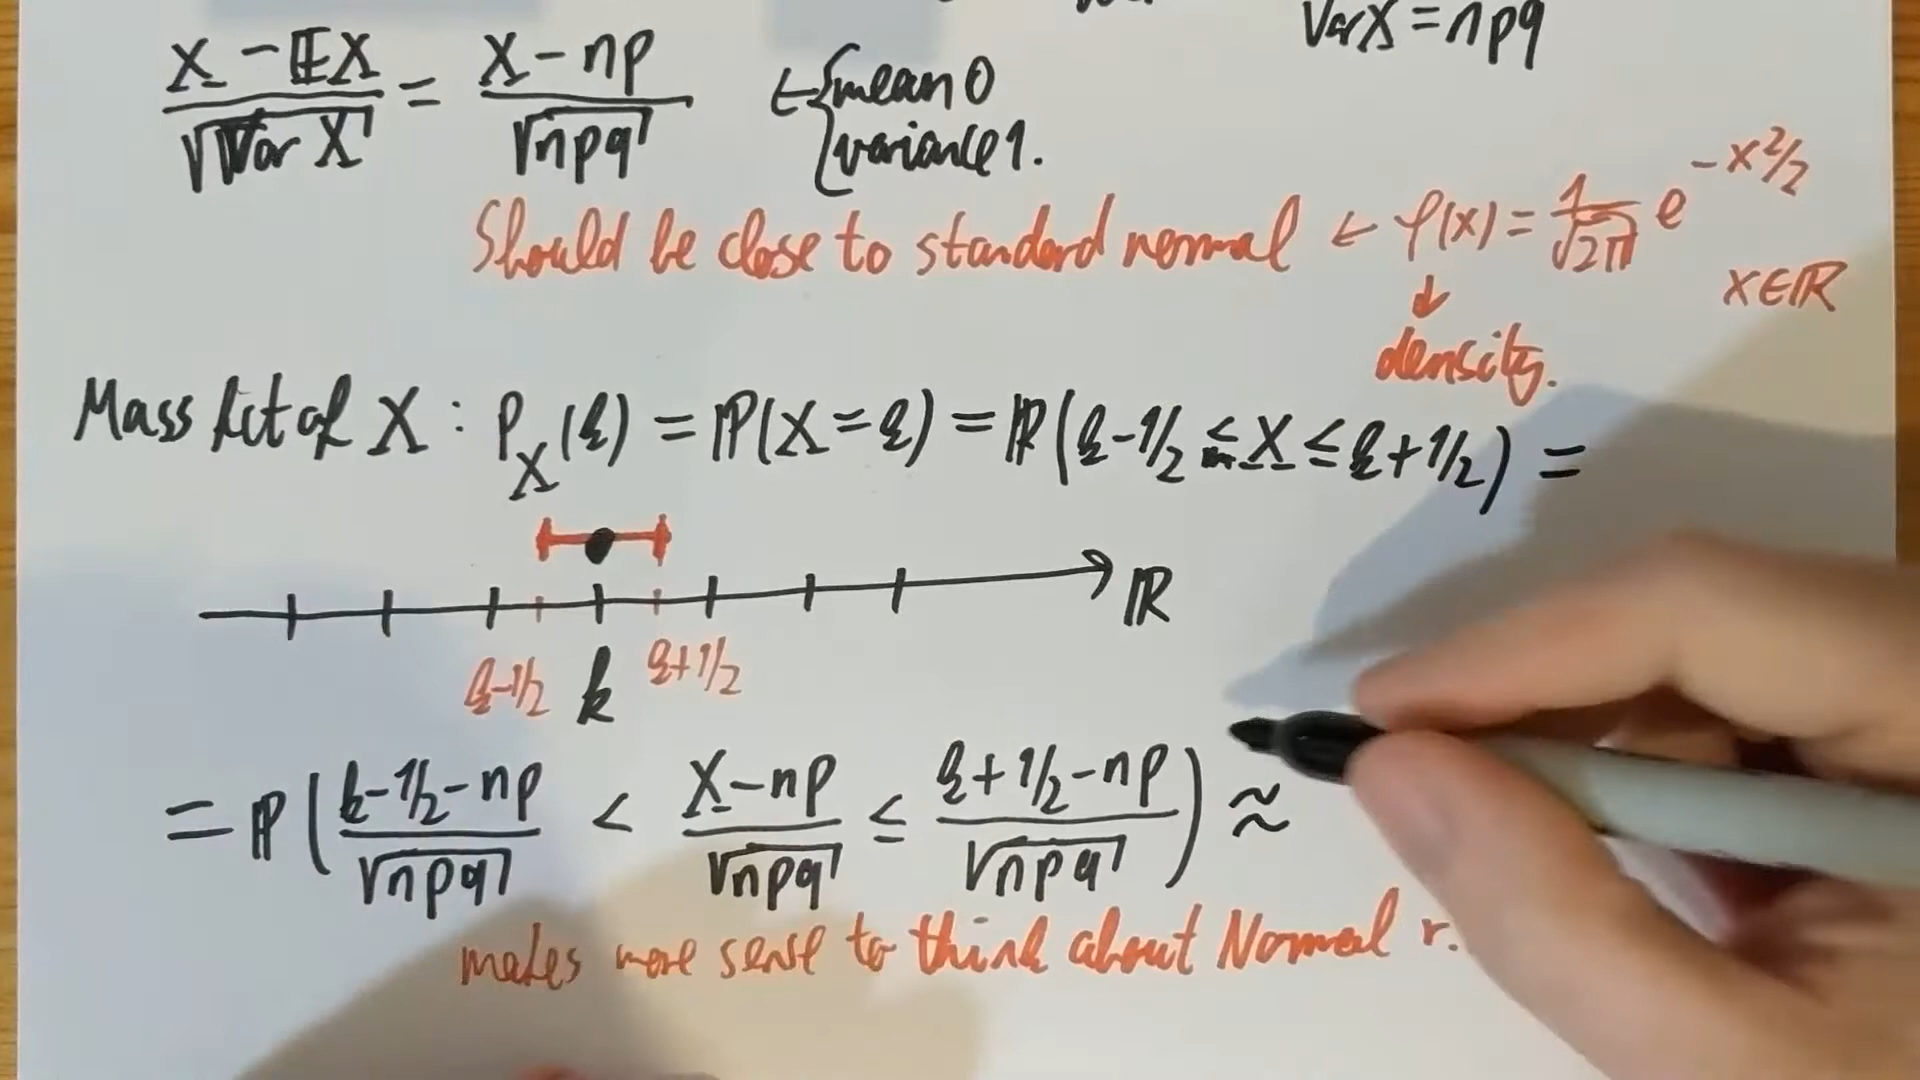 Var X = npq
(X - 𝔼X)/√(Var X) = (X - np)/√(npq) ← { mean 0
variance 1.
Should be close to standard normal ← φ(x) = 1/√(2π) e^(-x²/2)
x∈ℝ
↓
density.
Mass fct of X : P_X(k) = ℙ(X = k) = ℙ(k-1/2 ≤ X ≤ k+1/2) =
ℝ
k-1/2 k k+1/2
= ℙ( (k-1/2-np)/√(npq) < (X-np)/√(npq) ≤ (k+1/2-np)/√(npq) ) ≈
makes more sense to think about Normal r.